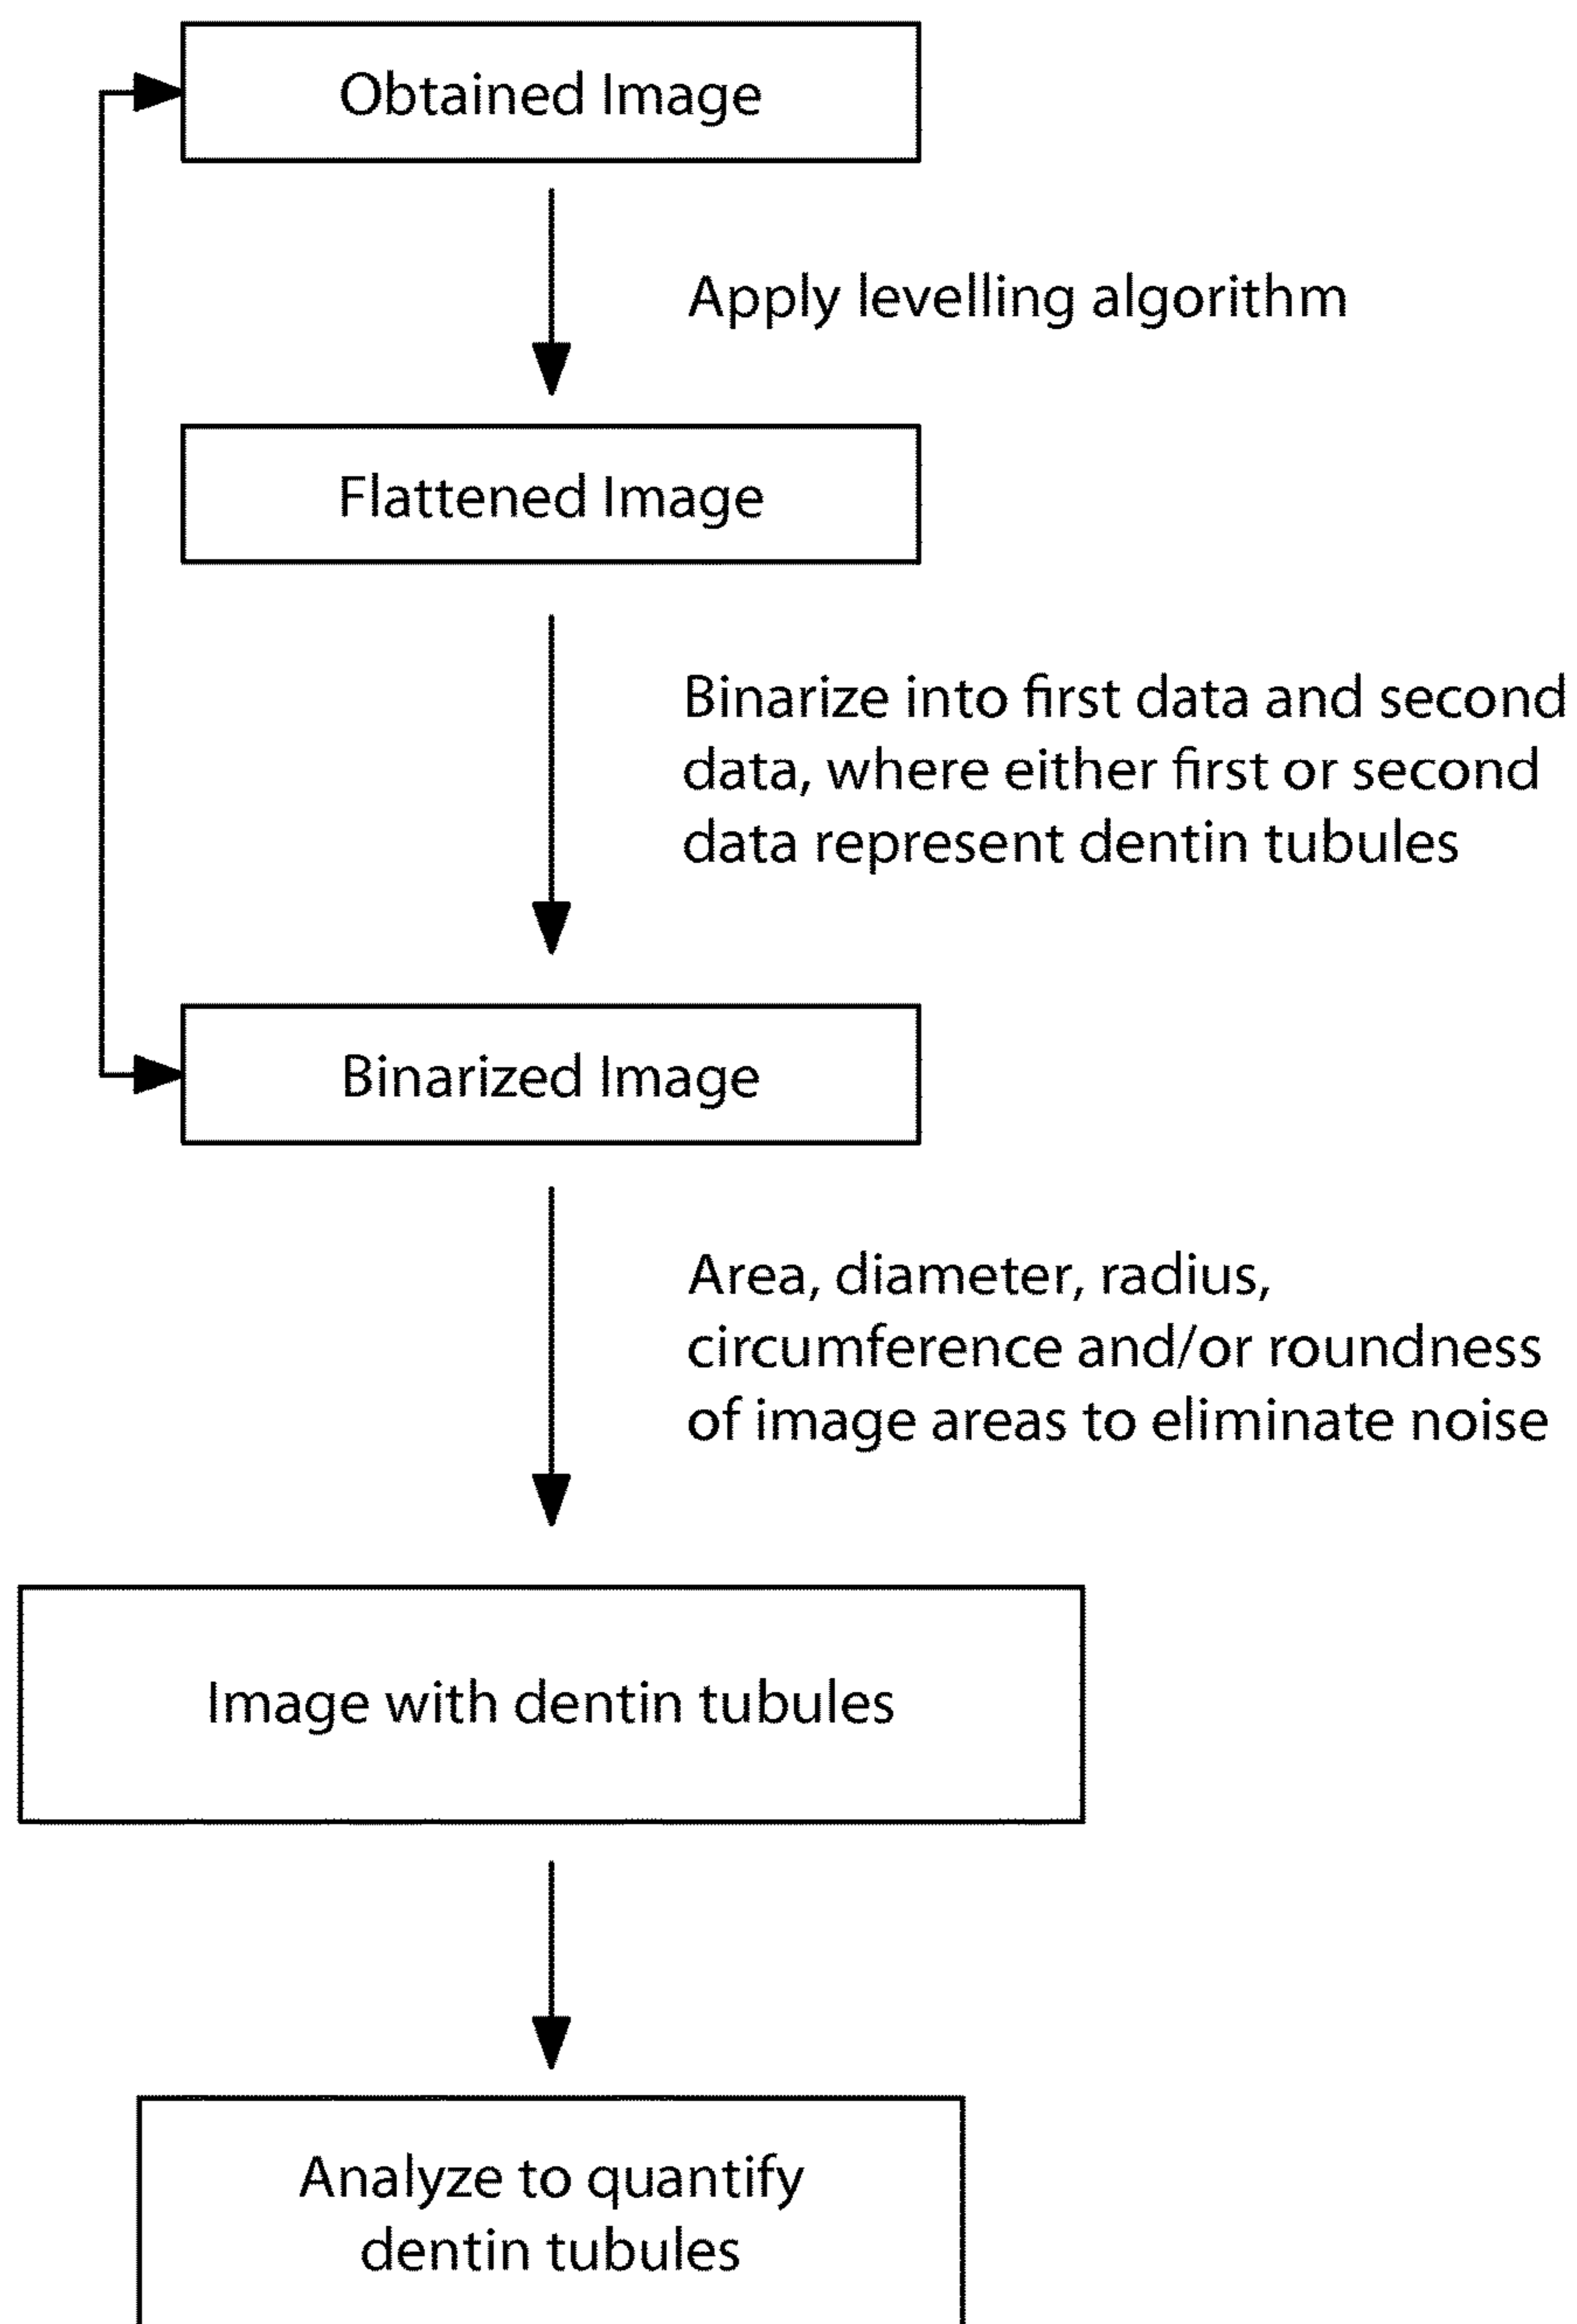 Obtained Image
Apply levelling algorithm
Flattened Image
Binarize into first data and second
data, where either first or second
data represent dentin tubules
Binarized Image
Area, diameter, radius,
circumference and/or roundness
of image areas to eliminate noise
Image with dentin tubules
Analyze to quantify
dentin tubules